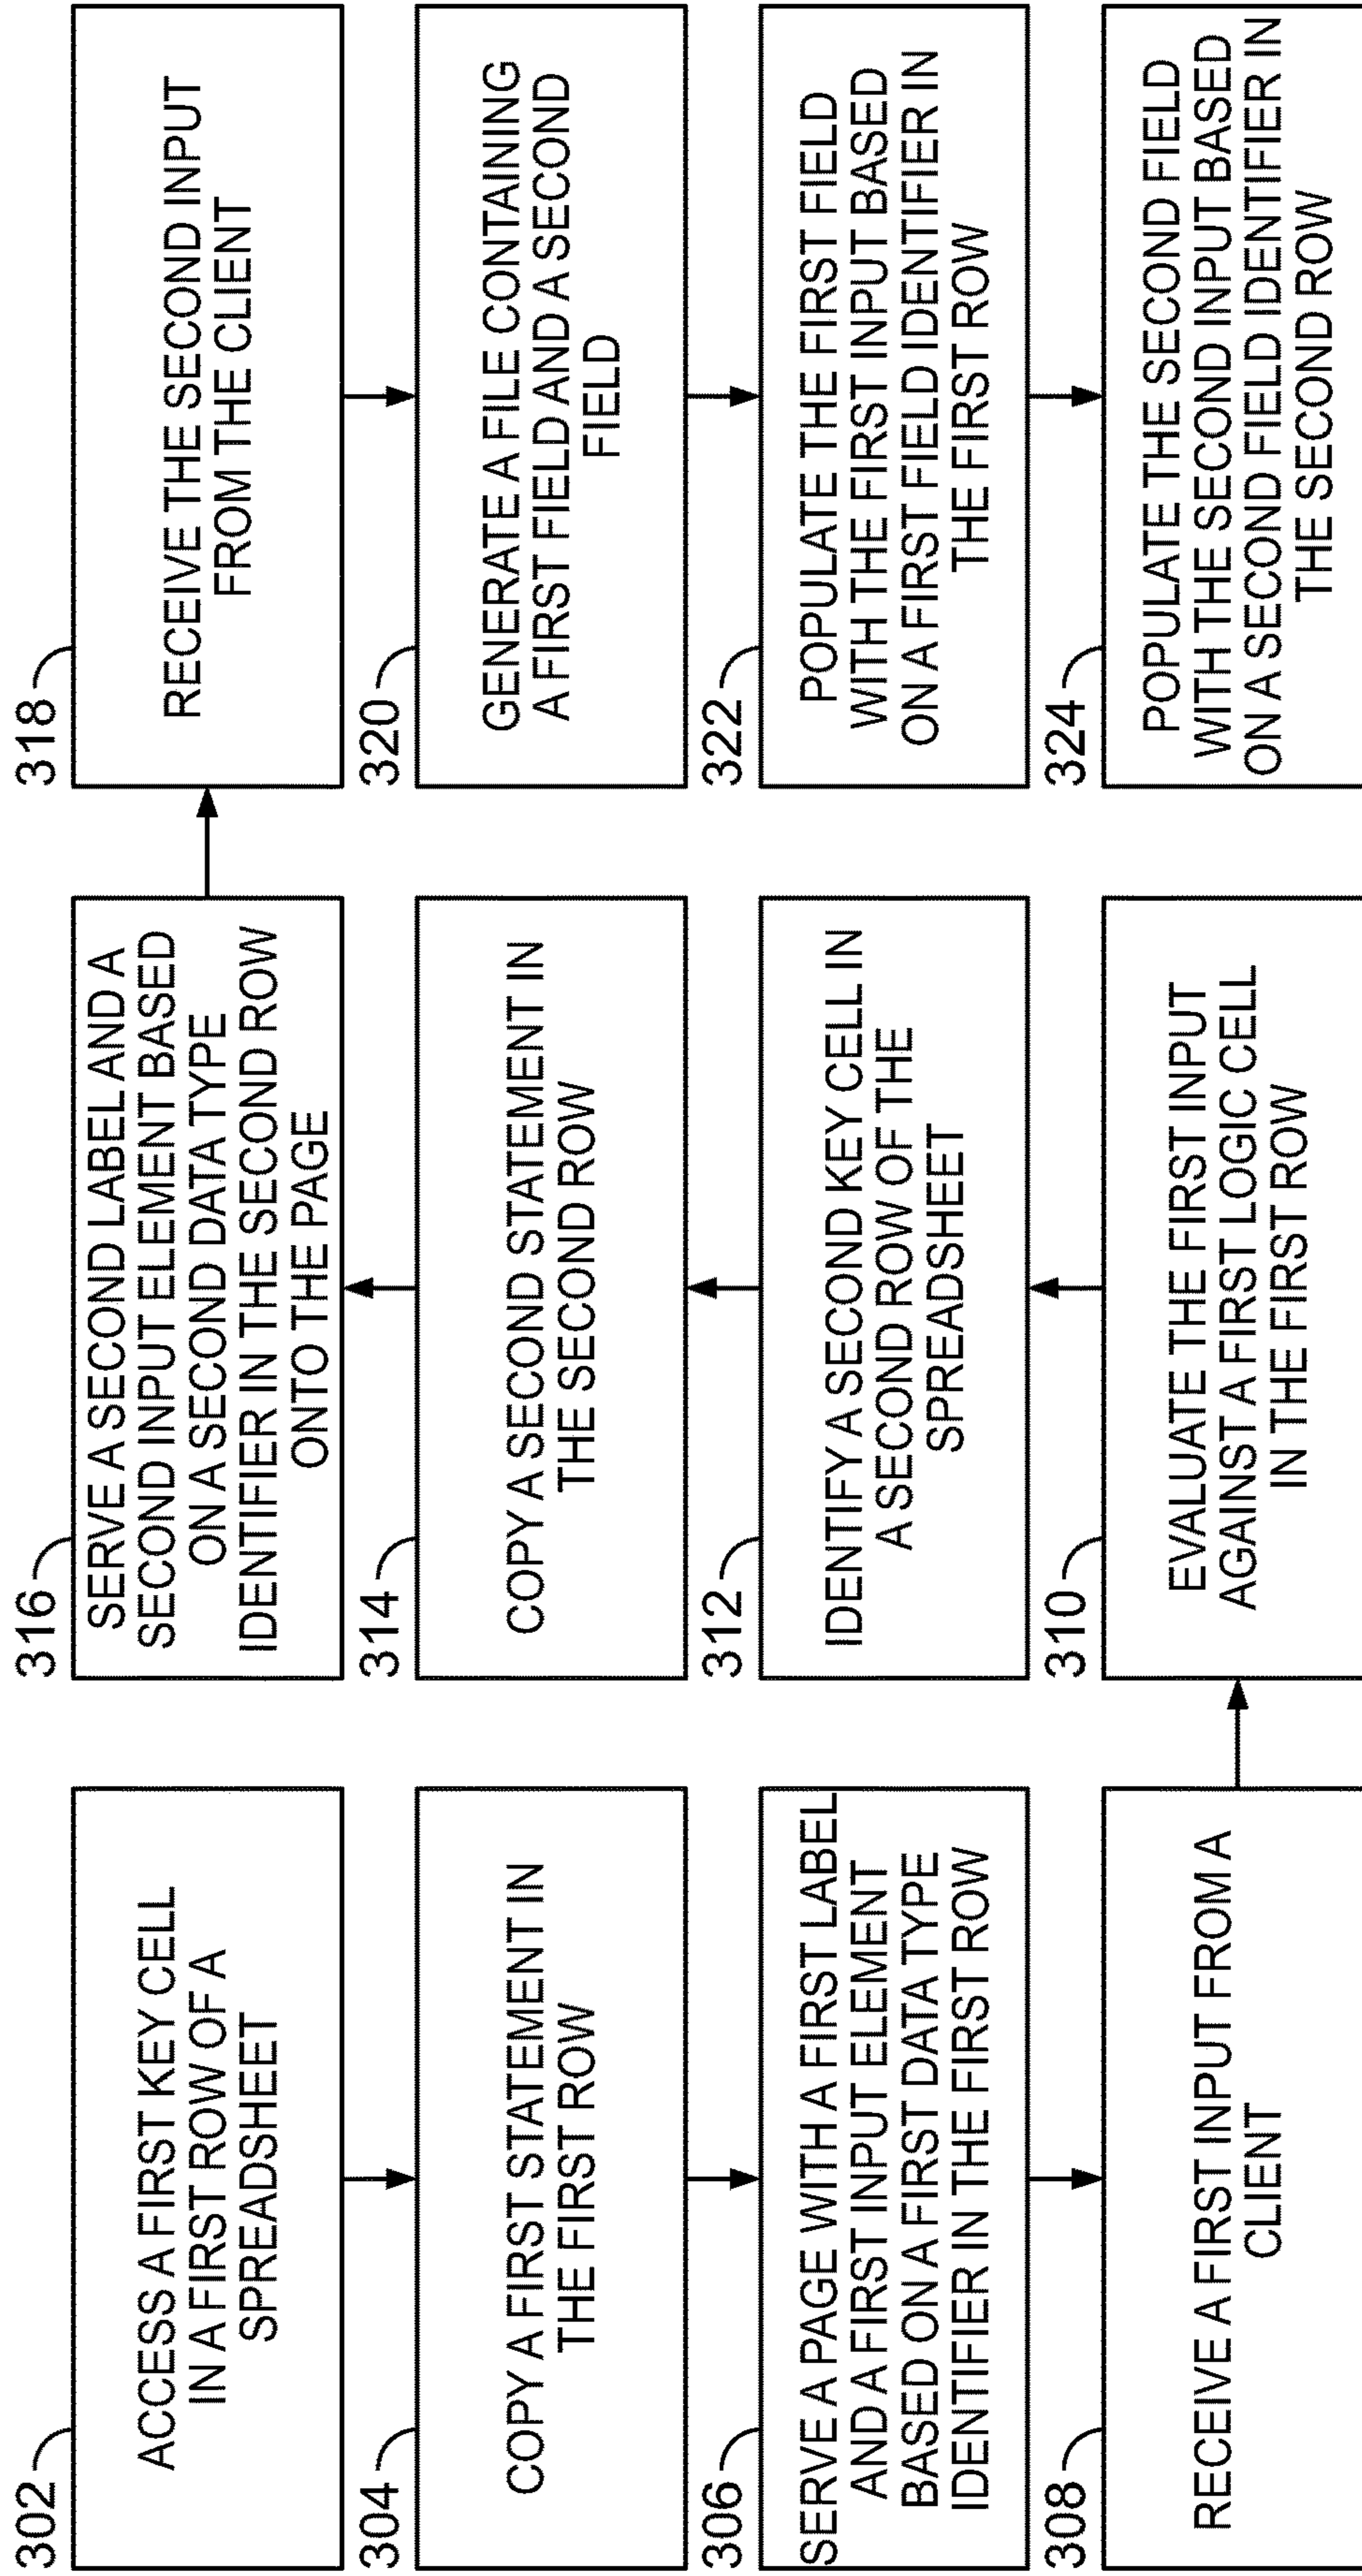 302
ACCESS A FIRST KEY CELL
IN A FIRST ROW OF A
SPREADSHEET
304
COPY A FIRST STATEMENT IN
THE FIRST ROW
306
SERVE A PAGE WITH A FIRST LABEL
AND A FIRST INPUT ELEMENT
BASED ON A FIRST DATA TYPE
IDENTIFIER IN THE FIRST ROW
308
RECEIVE A FIRST INPUT FROM A
CLIENT
310
EVALUATE THE FIRST INPUT
AGAINST A FIRST LOGIC CELL
IN THE FIRST ROW
312
IDENTIFY A SECOND KEY CELL IN
A SECOND ROW OF THE
SPREADSHEET
314
COPY A SECOND STATEMENT IN
THE SECOND ROW
316
SERVE A SECOND LABEL AND A
SECOND INPUT ELEMENT BASED
ON A SECOND DATA TYPE
IDENTIFIER IN THE SECOND ROW
ONTO THE PAGE
318
RECEIVE THE SECOND INPUT
FROM THE CLIENT
320
GENERATE A FILE CONTAINING
A FIRST FIELD AND A SECOND
FIELD
322
POPULATE THE FIRST FIELD
WITH THE FIRST INPUT BASED
ON A FIRST FIELD IDENTIFIER IN
THE FIRST ROW
324
POPULATE THE SECOND FIELD
WITH THE SECOND INPUT BASED
ON A SECOND FIELD IDENTIFIER IN
THE SECOND ROW